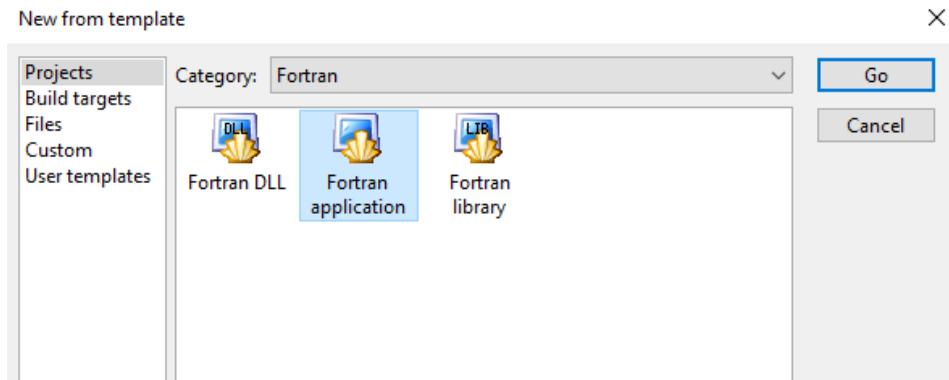 New from template
Projects
Build targets
Files
Custom
User templates
Category: Fortran
Go
Cancel
DLL
LIB
Fortran DLL
Fortran
application
Fortran
library